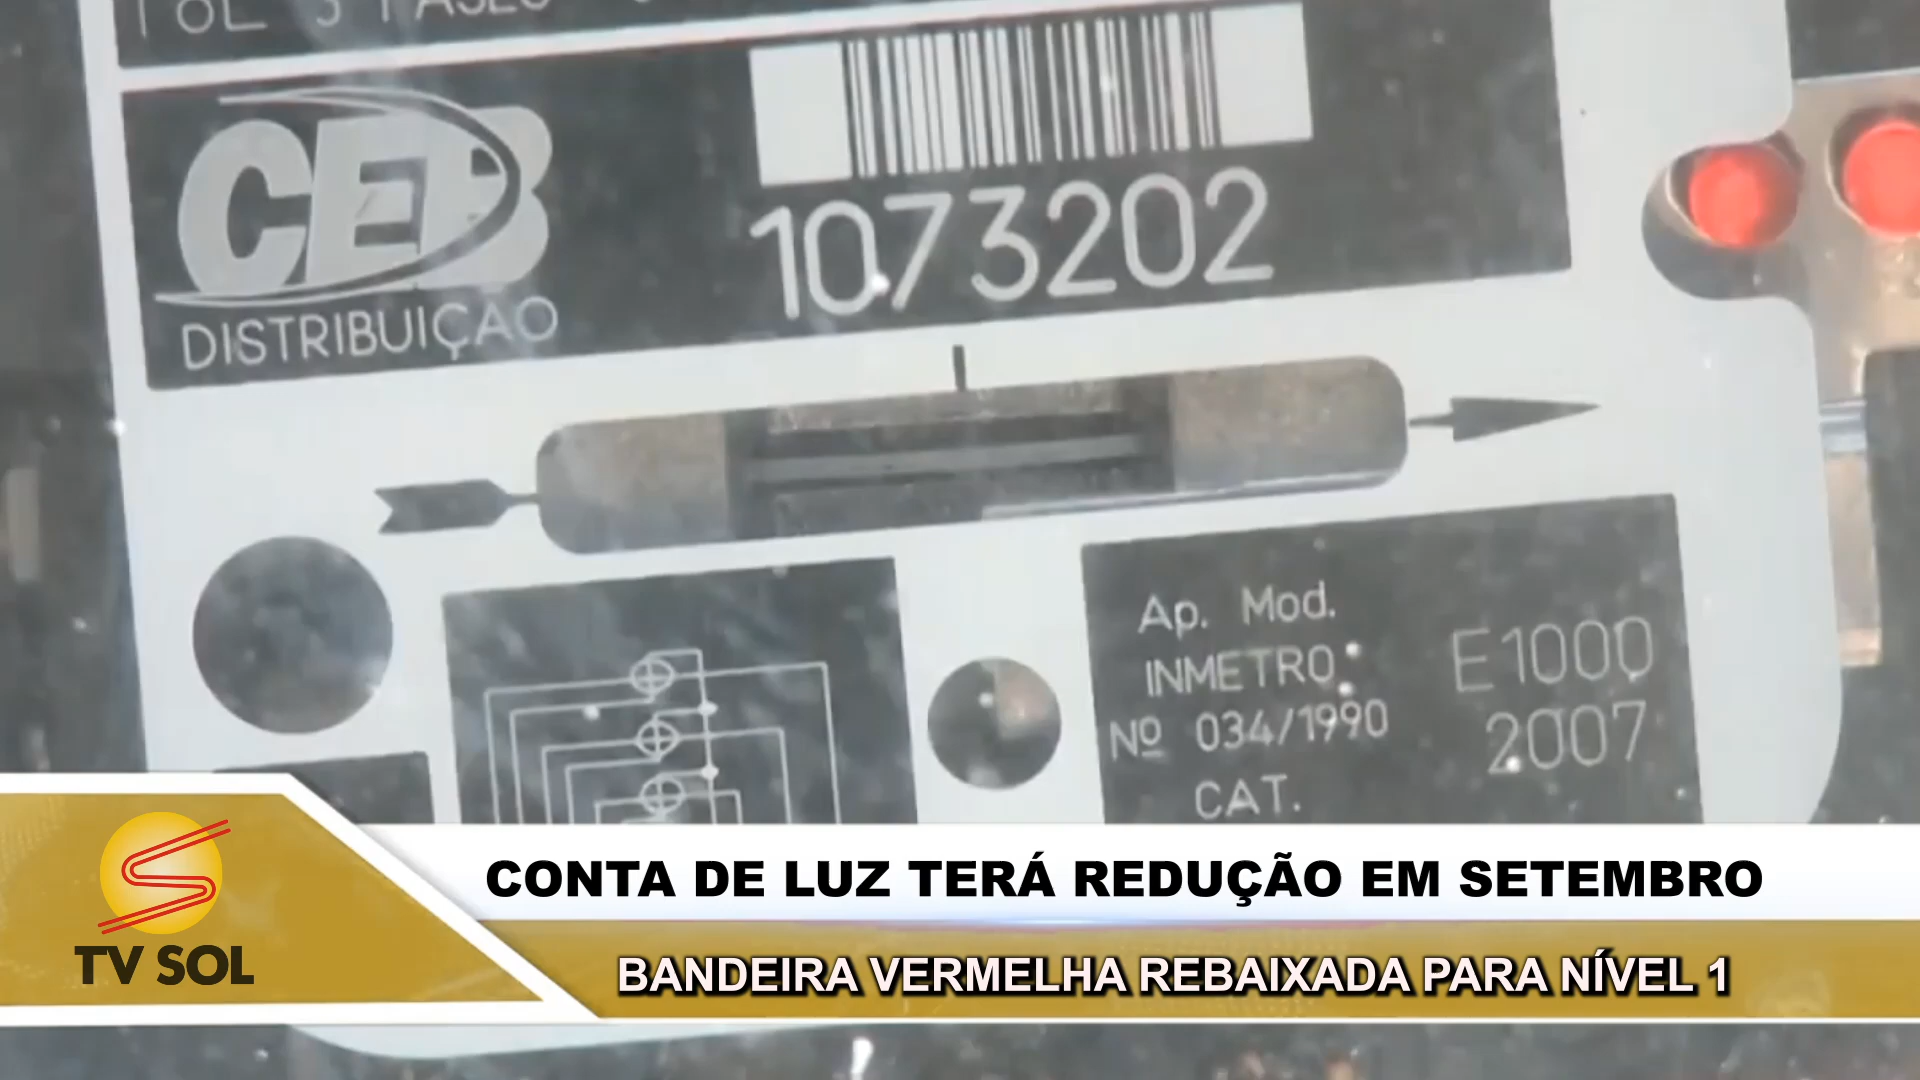 CEB
1073202
DISTRIBUIÇÃO
Ap. Mod.
INMETRO
E1000
Nº 034/1990
2007
CAT.
CONTA DE LUZ TERÁ REDUÇÃO EM SETEMBRO
BANDEIRA VERMELHA REBAIXADA PARA NÍVEL 1
TV SOL